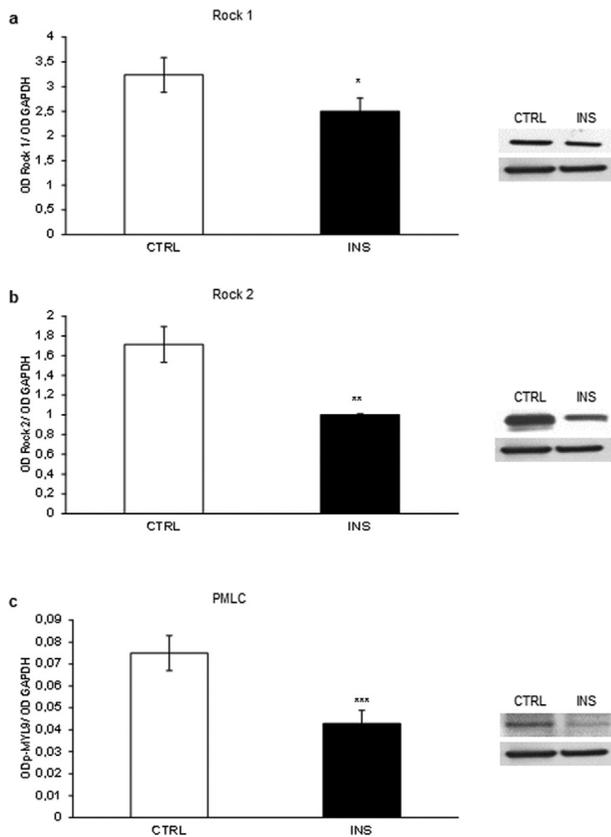 a
Rock 1
OD Rock 1/ OD GAPDH
4
3,5
3
2,5
2
1,5
1
0,5
0
*
CTRL INS
CTRL INS
b
Rock 2
OD Rock 2/ OD GAPDH
2
1,8
1,6
1,4
1,2
1
0,8
0,6
0,4
0,2
0
**
CTRL INS
CTRL INS
c
PMLC
ODp-MYL9/ OD GAPDH
0,09
0,08
0,07
0,06
0,05
0,04
0,03
0,02
0,01
0
***
CTRL INS
CTRL INS